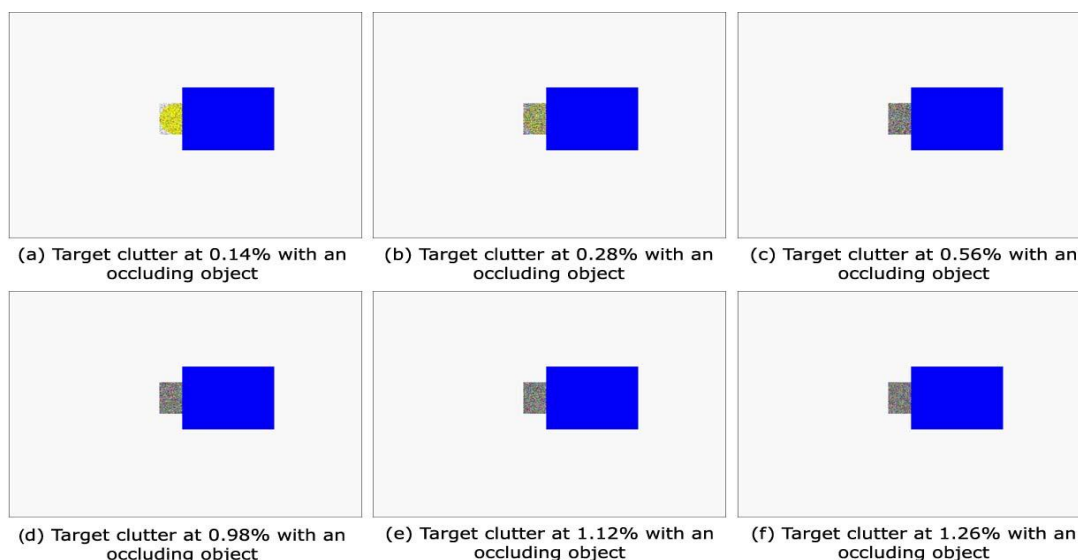 (a) Target clutter at 0.14% with an
occluding object
(b) Target clutter at 0.28% with an
occluding object
(c) Target clutter at 0.56% with an
occluding object
(d) Target clutter at 0.98% with an
occluding object
(e) Target clutter at 1.12% with an
occluding object
(f) Target clutter at 1.26% with an
occluding object